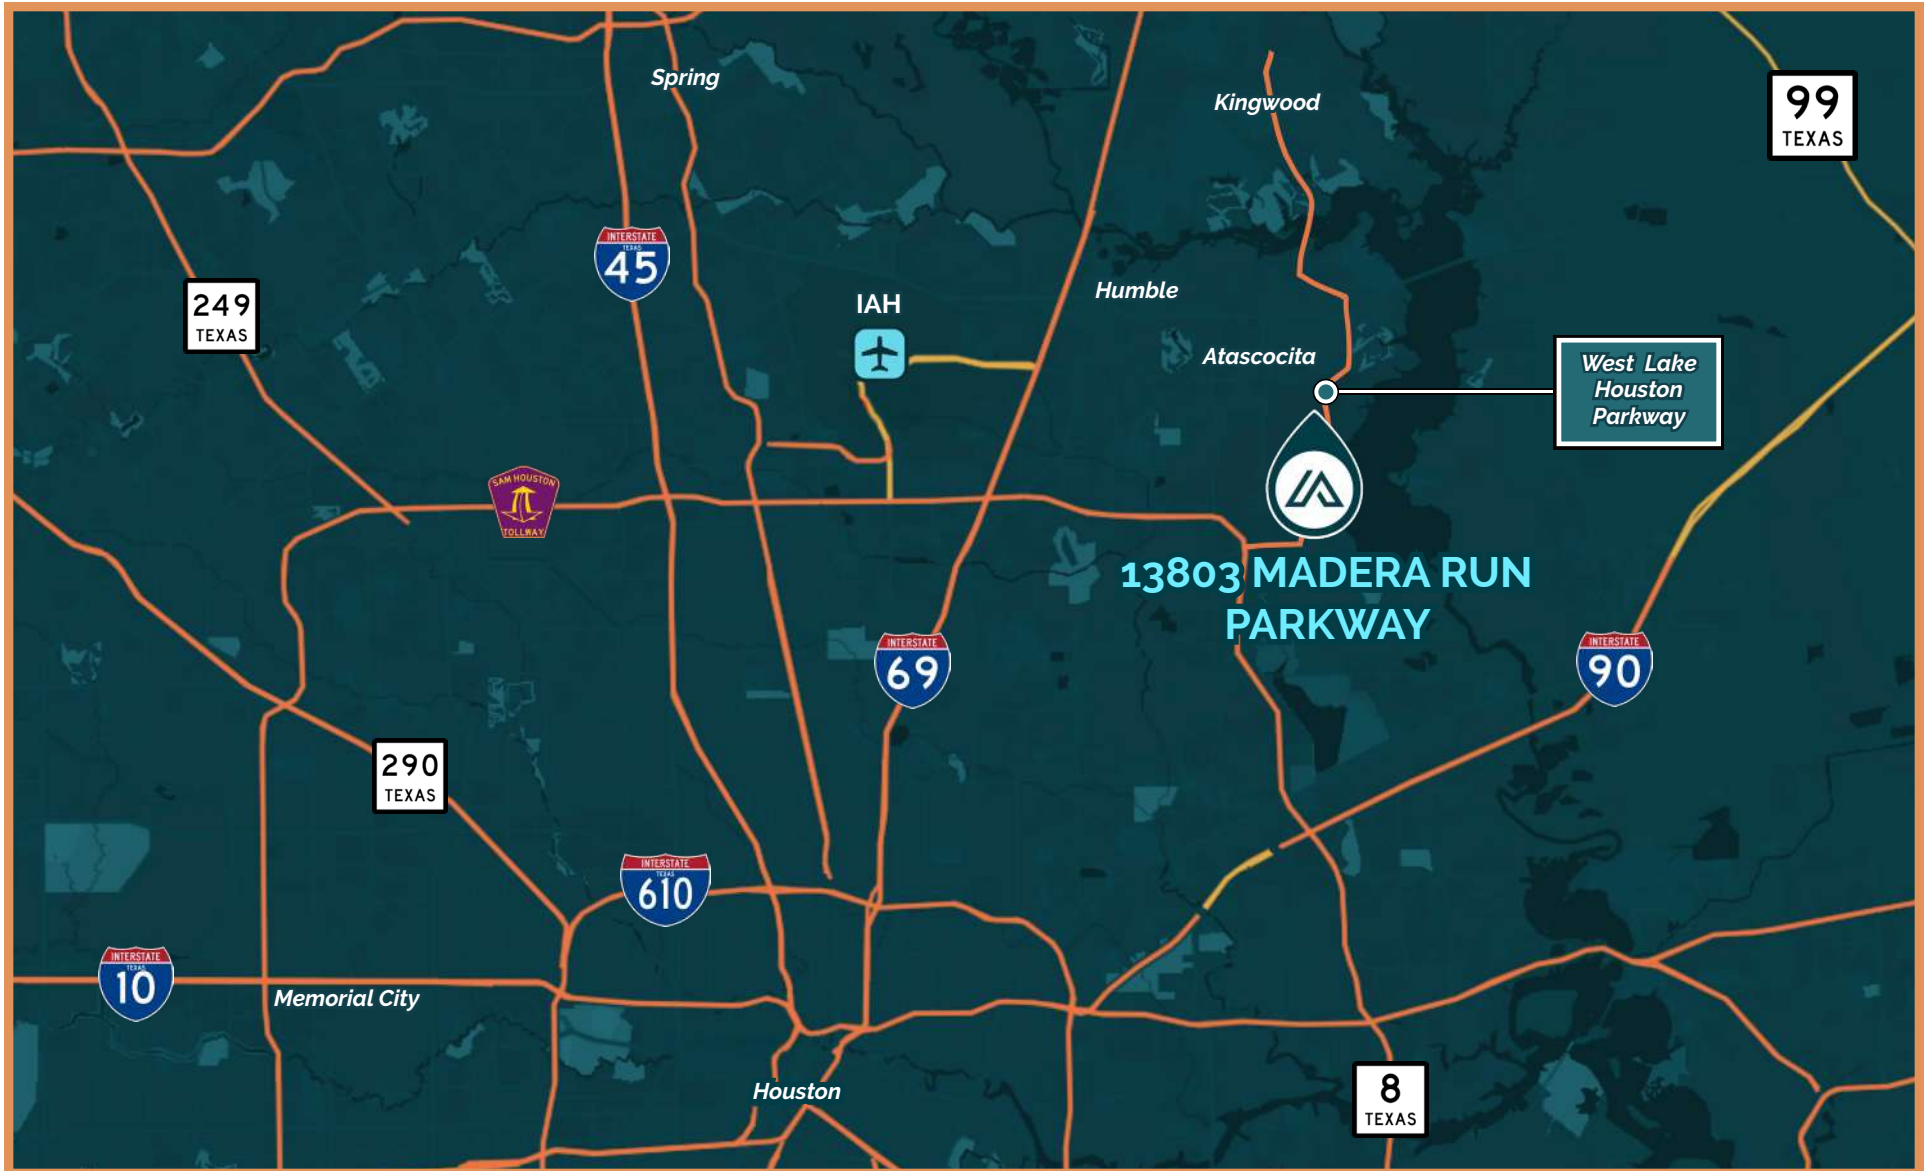 Spring
Kingwood
99
TEXAS
INTERSTATE
TEXAS
45
249
TEXAS
IAH
Humble
Atascocita
West Lake
Houston
Parkway
SAM HOUSTON
TOLLWAY
13803 MADERA RUN
PARKWAY
INTERSTATE
69
INTERSTATE
90
290
TEXAS
INTERSTATE
TEXAS
610
INTERSTATE
TEXAS
10
Memorial City
Houston
8
TEXAS